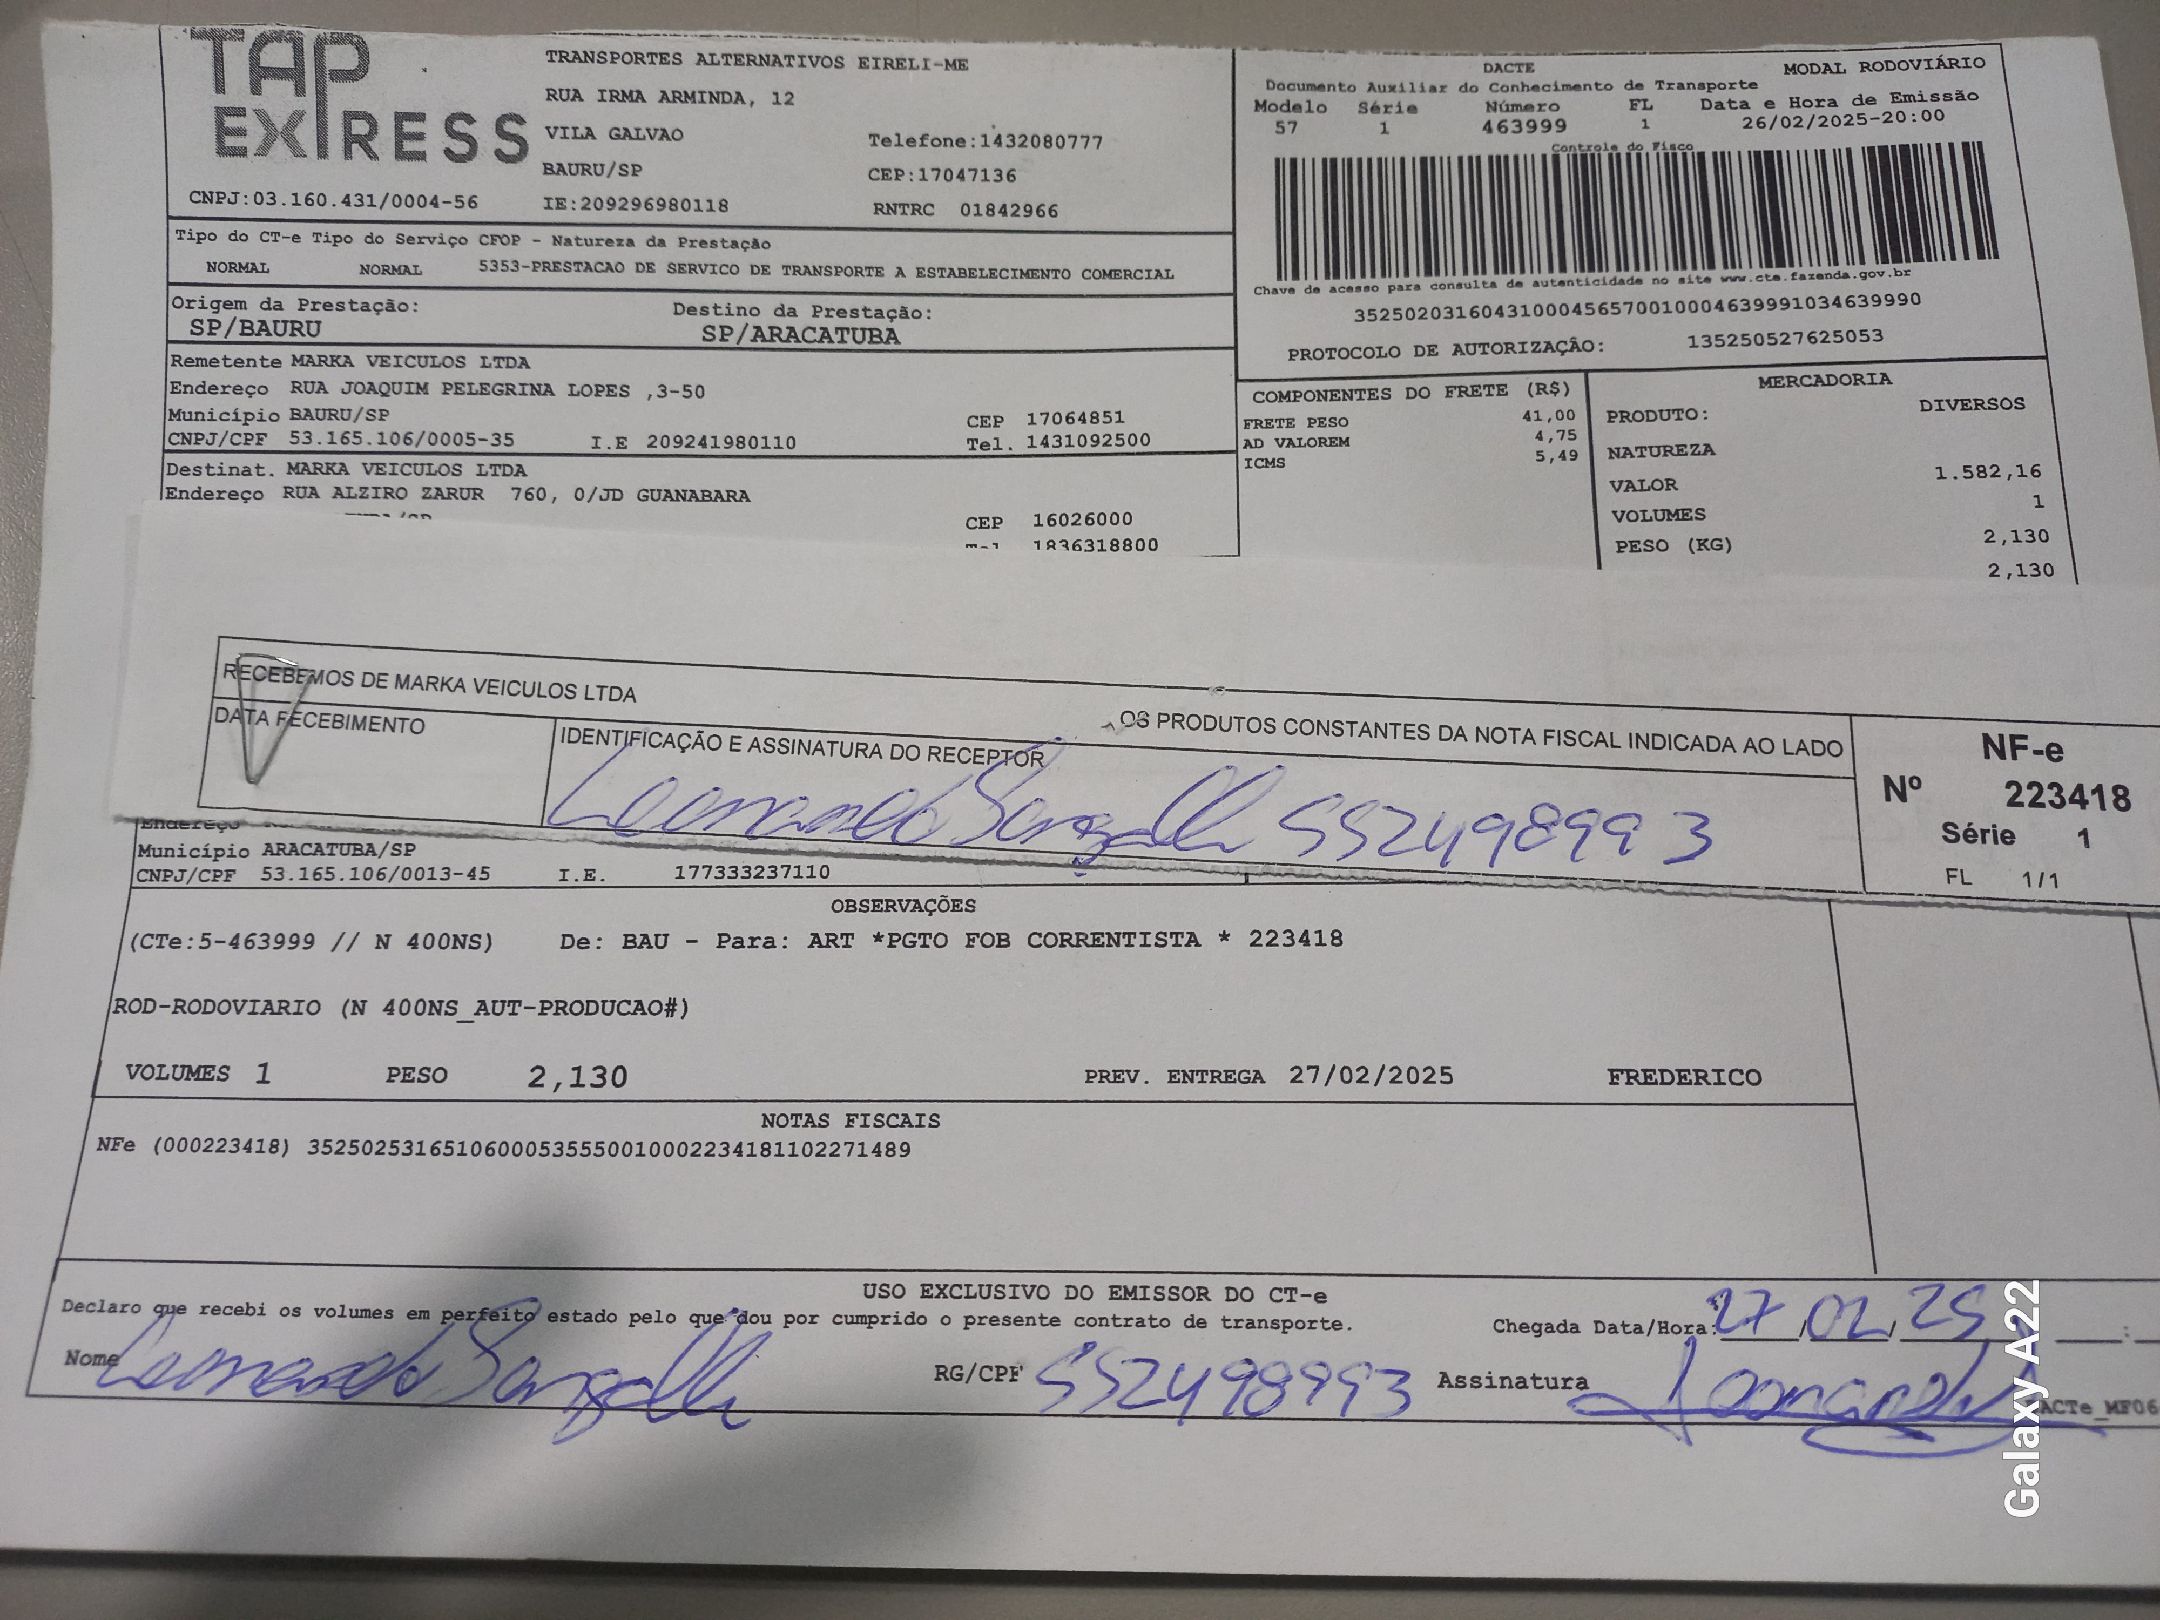 TAP EXPRESS
TRANSPORTES ALTERNATIVOS EIRELI-ME
RUA IRMA ARMINDA, 12
VILA GALVAO Telefone:1432080777
BAURU/SP CEP:17047136
CNPJ:03.160.431/0004-56 IE:209296980118 RNTRC 01842966
DACTE MODAL RODOVIÁRIO
Documento Auxiliar do Conhecimento de Transporte
Modelo Série Número FL Data e Hora de Emissão
57 1 463999 1 26/02/2025-20:00
Controle do Fisco
Chave de acesso para consulta de autenticidade no site www.cte.fazenda.gov.br
35250203160431000456570010004639991034639990
PROTOCOLO DE AUTORIZAÇÃO: 135250527625053
Tipo do CT-e Tipo do Serviço CFOP - Natureza da Prestação
NORMAL NORMAL 5353-PRESTACAO DE SERVICO DE TRANSPORTE A ESTABELECIMENTO COMERCIAL
Origem da Prestação: Destino da Prestação:
SP/BAURU SP/ARACATUBA
Remetente MARKA VEICULOS LTDA
Endereço RUA JOAQUIM PELEGRINA LOPES ,3-50
Município BAURU/SP CEP 17064851
CNPJ/CPF 53.165.106/0005-35 I.E 209241980110 Tel. 1431092500
Destinat. MARKA VEICULOS LTDA
Endereço RUA ALZIRO ZARUR 760, 0/JD GUANABARA
CEP 16026000
1836318800
COMPONENTES DO FRETE (R$)
FRETE PESO 41,00
AD VALOREM 4,75
ICMS 5,49
MERCADORIA
PRODUTO: DIVERSOS
NATUREZA
VALOR 1.582,16
VOLUMES 1
PESO (KG) 2,130
2,130
RECEBEMOS DE MARKA VEICULOS LTDA OS PRODUTOS CONSTANTES DA NOTA FISCAL INDICADA AO LADO
DATA RECEBIMENTO IDENTIFICAÇÃO E ASSINATURA DO RECEPTOR
Leonardo 552498993
NF-e
Nº 223418
Série 1
FL 1/1
Endereço
Município ARACATUBA/SP
CNPJ/CPF 53.165.106/0013-45 I.E. 177333237110
OBSERVAÇÕES
(CTe:5-463999 // N 400NS) De: BAU - Para: ART *PGTO FOB CORRENTISTA * 223418
ROD-RODOVIARIO (N 400NS_AUT-PRODUCAO#)
VOLUMES 1 PESO 2,130 PREV. ENTREGA 27/02/2025 FREDERICO
NOTAS FISCAIS
NFe (000223418) 35250253165106000535550010002234181102271489
USO EXCLUSIVO DO EMISSOR DO CT-e
Declaro que recebi os volumes em perfeito estado pelo que dou por cumprido o presente contrato de transporte. Chegada Data/Hora: 27/02/25 :
Nome Leonardo RG/CPF 552498993 Assinatura Leonardo
ACTe_MF06
Galaxy A22